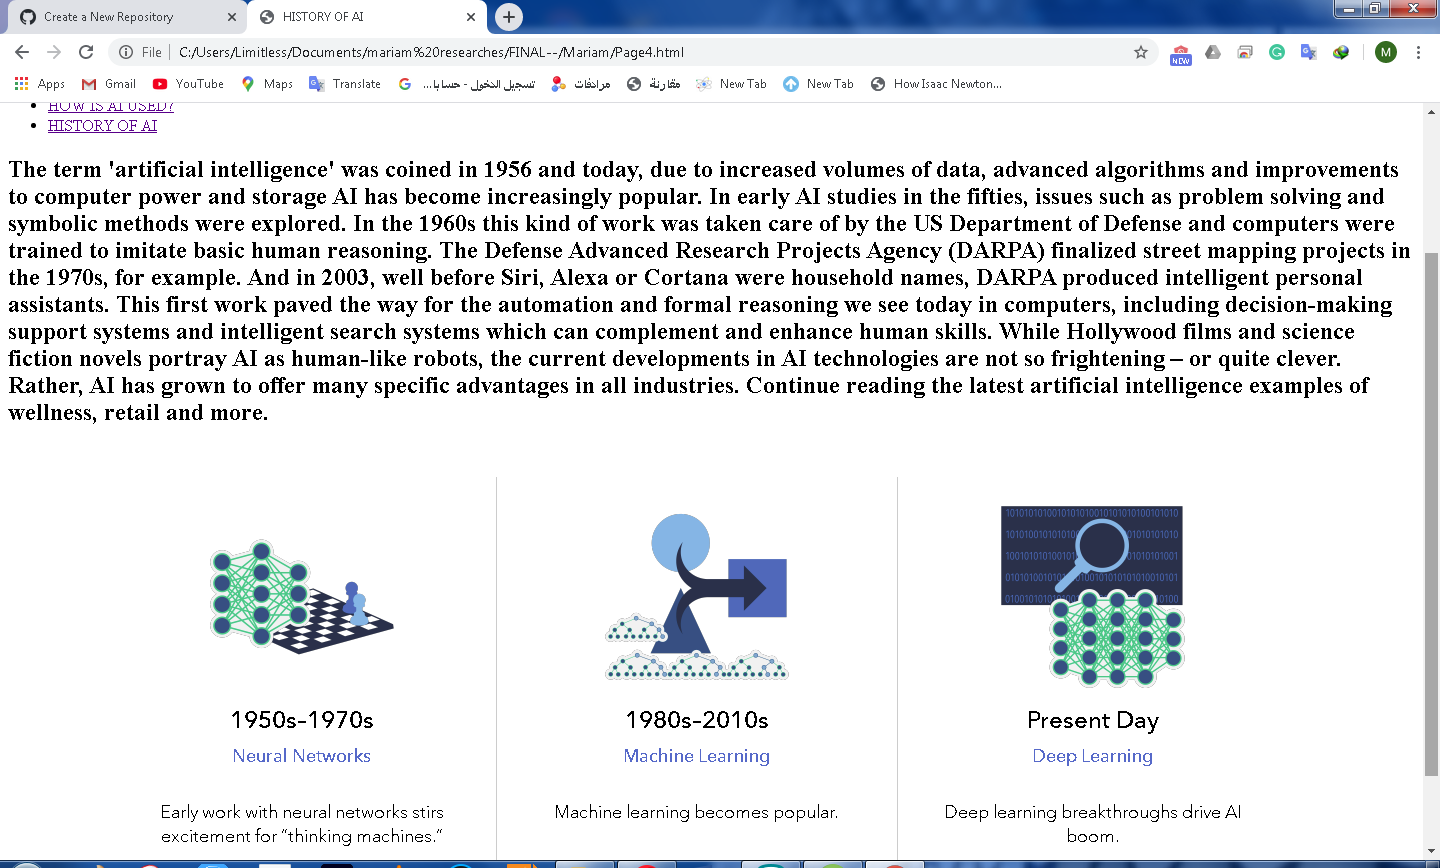 Create a New Repository
HISTORY OF AI
File
C:/Users/Limitless/Documents/mariam%20researches/FINAL--/Mariam/Page4.html
NEW
M
Apps
Gmail
YouTube
Maps
Translate
تسجيل الدخول - حسابا...
مرادفات
مقارنة
New Tab
New Tab
How Isaac Newton...
HOW IS AI USED?
HISTORY OF AI
The term 'artificial intelligence' was coined in 1956 and today, due to increased volumes of data, advanced algorithms and improvements
to computer power and storage AI has become increasingly popular. In early AI studies in the fifties, issues such as problem solving and
symbolic methods were explored. In the 1960s this kind of work was taken care of by the US Department of Defense and computers were
trained to imitate basic human reasoning. The Defense Advanced Research Projects Agency (DARPA) finalized street mapping projects in
the 1970s, for example. And in 2003, well before Siri, Alexa or Cortana were household names, DARPA produced intelligent personal
assistants. This first work paved the way for the automation and formal reasoning we see today in computers, including decision-making
support systems and intelligent search systems which can complement and enhance human skills. While Hollywood films and science
fiction novels portray AI as human-like robots, the current developments in AI technologies are not so frightening – or quite clever.
Rather, AI has grown to offer many specific advantages in all industries. Continue reading the latest artificial intelligence examples of
wellness, retail and more.
1950s–1970s
Neural Networks
Early work with neural networks stirs
excitement for “thinking machines.”
1980s–2010s
Machine Learning
Machine learning becomes popular.
Present Day
Deep Learning
Deep learning breakthroughs drive AI
boom.